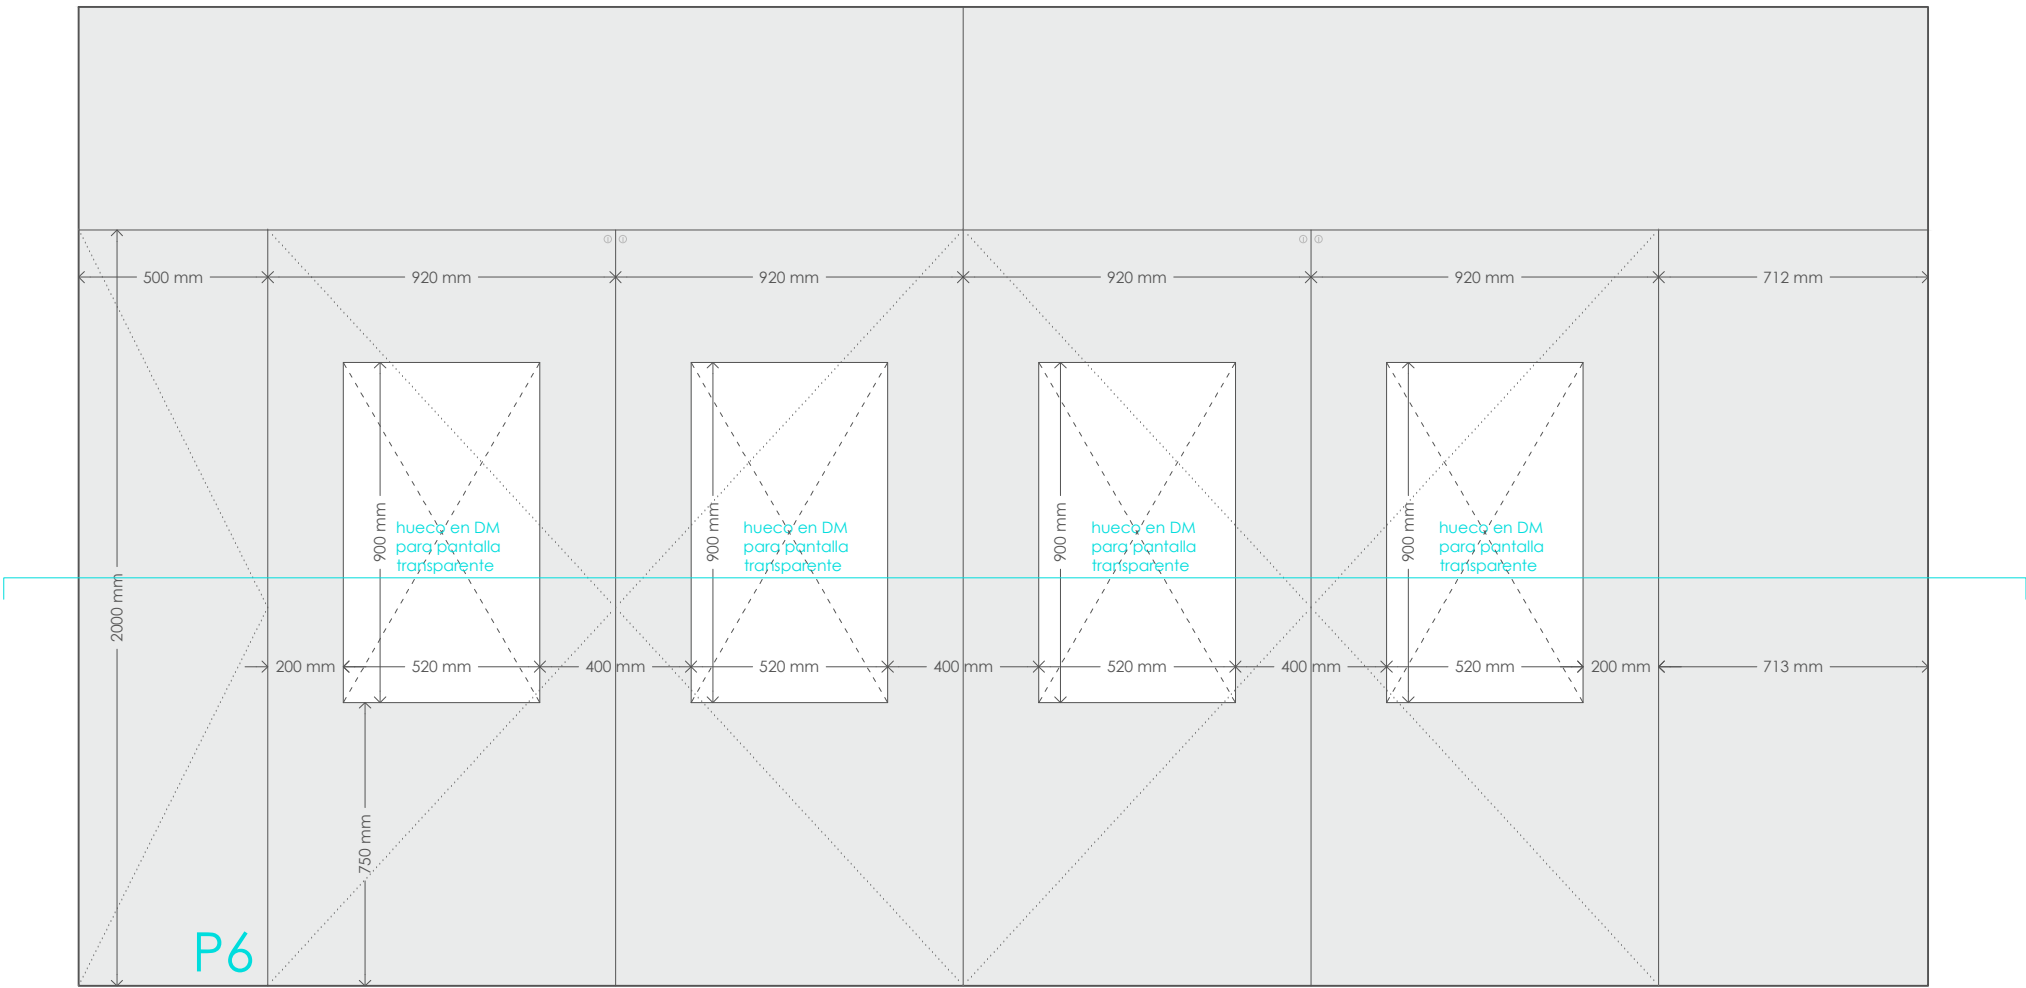 500 mm
920 mm
920 mm
920 mm
920 mm
712 mm
2000 mm
900 mm
hueco en DM
para pantalla
transparente
900 mm
hueco en DM
para pantalla
transparente
900 mm
hueco en DM
para pantalla
transparente
900 mm
hueco en DM
para pantalla
transparente
200 mm
520 mm
400 mm
520 mm
400 mm
520 mm
400 mm
520 mm
200 mm
713 mm
750 mm
P6